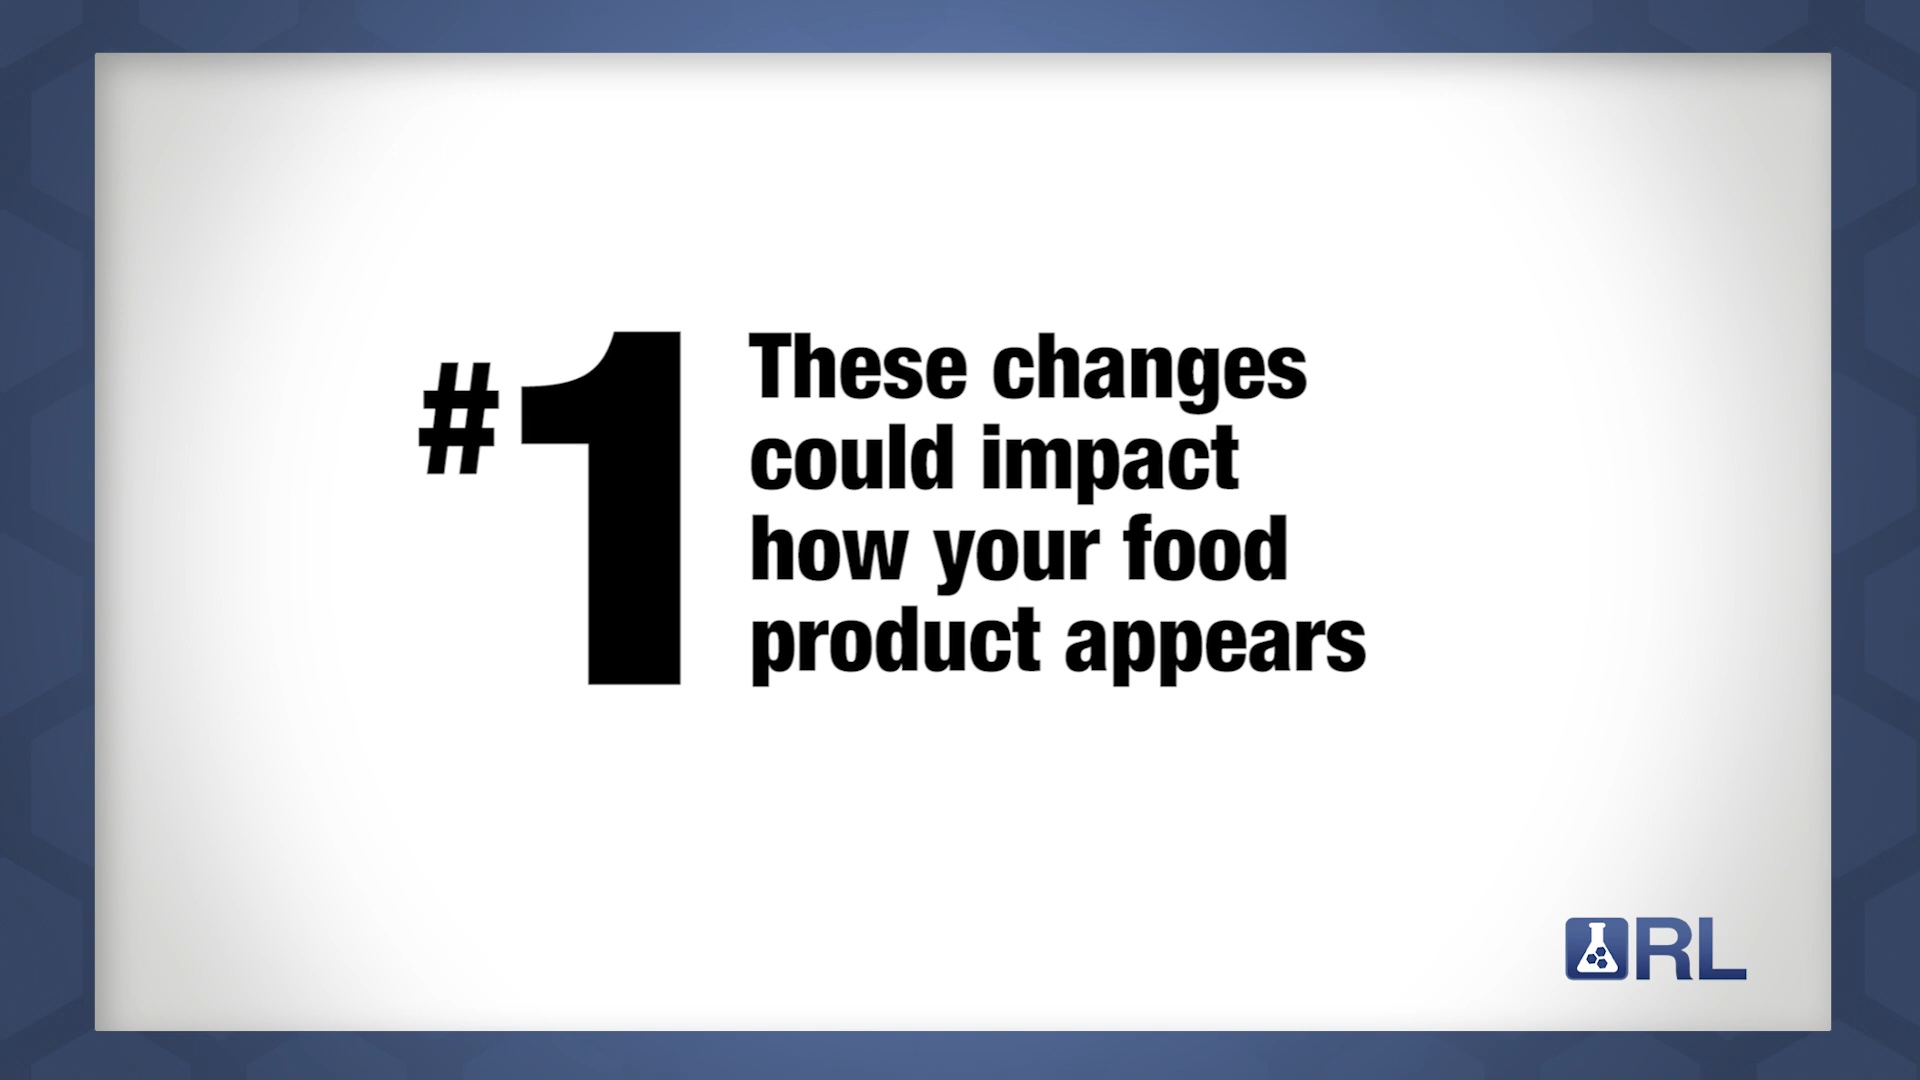 #1
These changes
could impact
how your food
product appears
RL